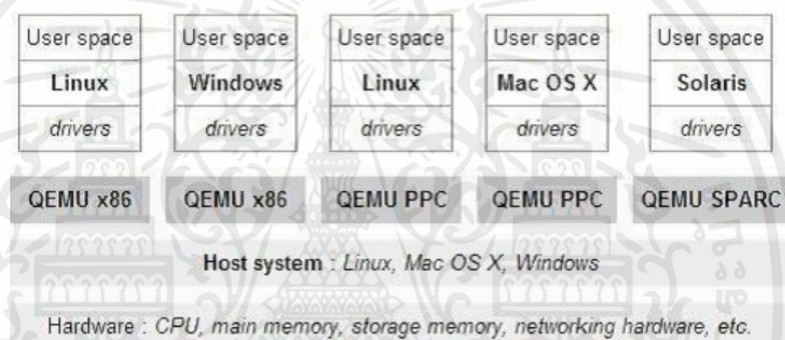 User space User space User space User space User space
Linux Windows Linux Mac OS X Solaris
drivers drivers drivers drivers drivers
QEMU x86 QEMU x86 QEMU PPC QEMU PPC QEMU SPARC
Host system : Linux, Mac OS X, Windows
Hardware : CPU, main memory, storage memory, networking hardware, etc.